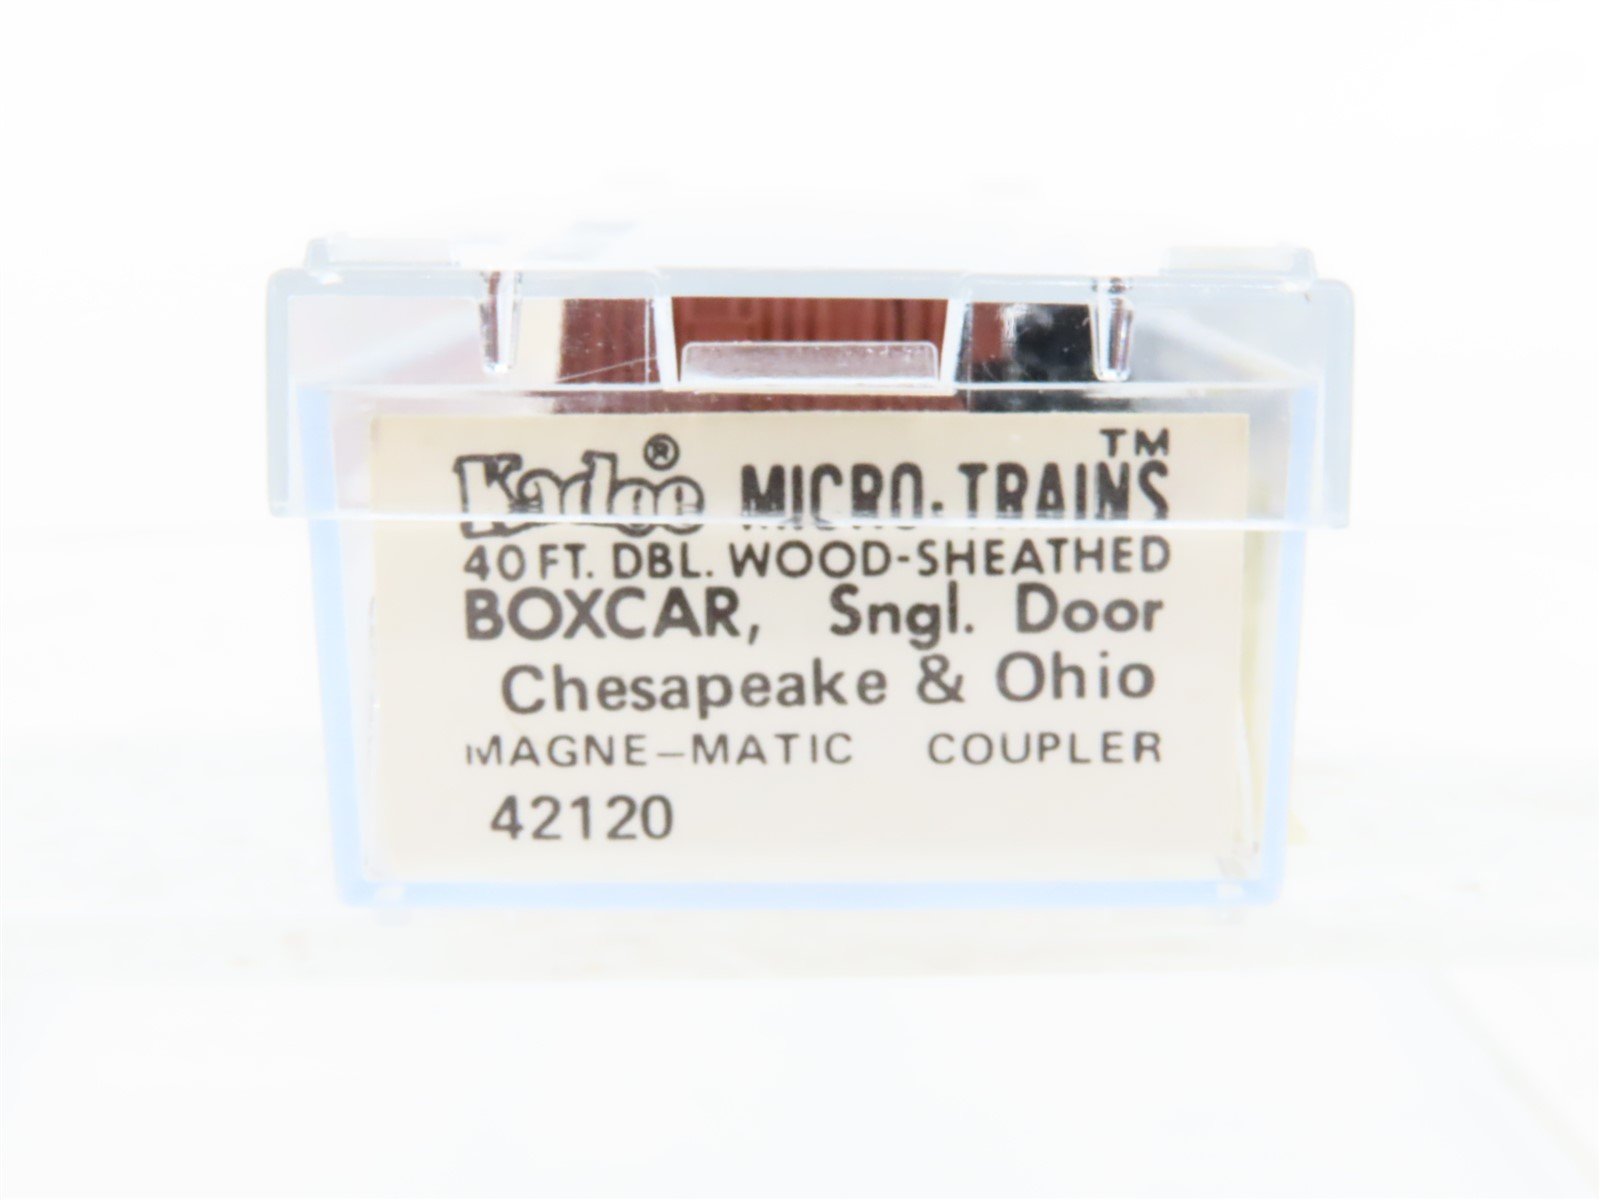 Kadee® MICRO-TRAINS™
40 FT. DBL. WOOD-SHEATHED
BOXCAR, Sngl. Door
Chesapeake & Ohio
MAGNE-MATIC COUPLER
42120